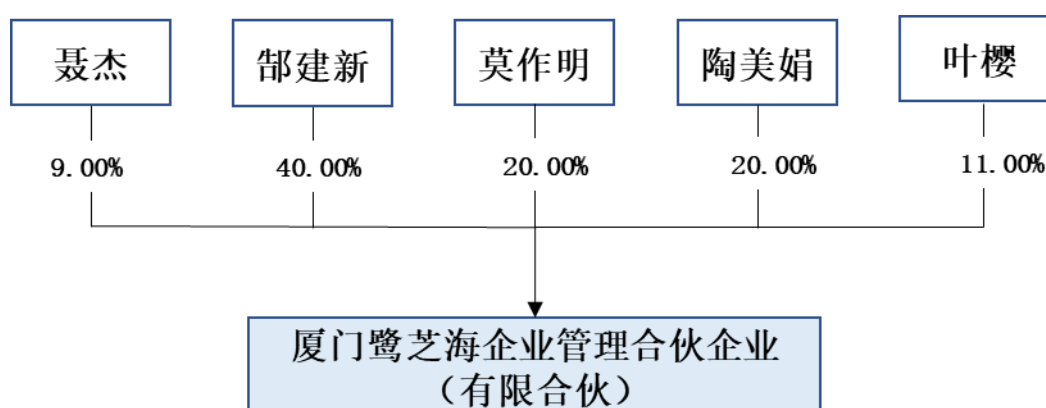 聂杰 郜建新 莫作明 陶美娟 叶樱
9.00% 40.00% 20.00% 20.00% 11.00%
厦门鹭芝海企业管理合伙企业
（有限合伙）